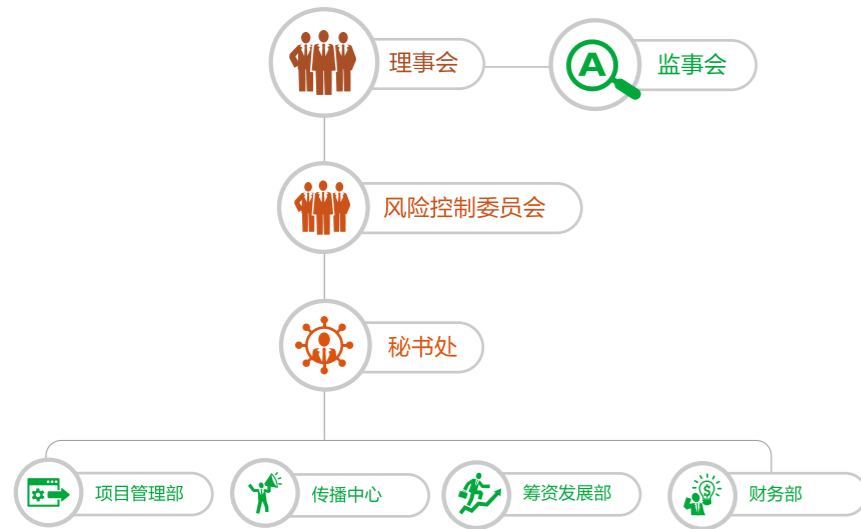 理事会
A
监事会
风险控制委员会
秘书处
项目管理部
传播中心
筹资发展部
财务部